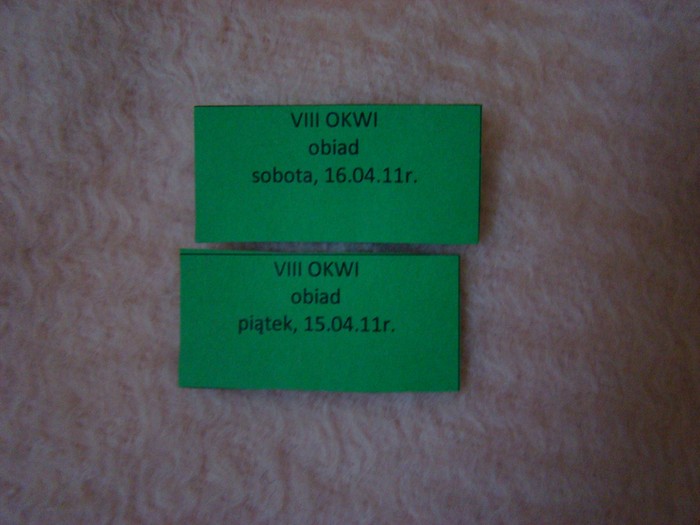 VIII OKWI
obiad
sobota, 16.04.11r.
VIII OKWI
obiad
piątek, 15.04.11r.